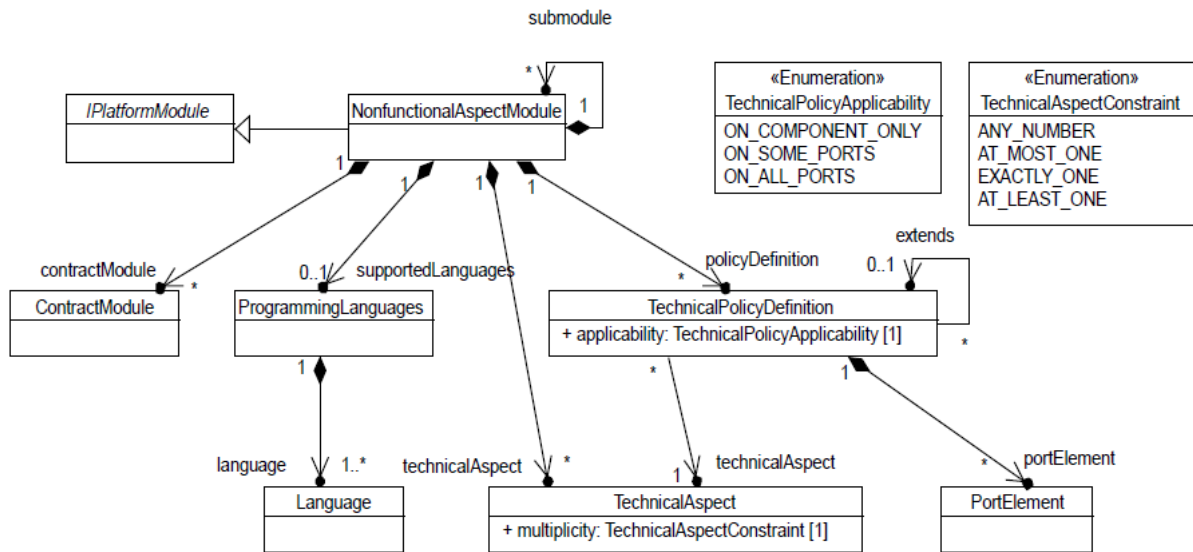 submodule
*
1
IPlatformModule
NonfunctionalAspectModule
«Enumeration»
TechnicalPolicyApplicability
ON_COMPONENT_ONLY
ON_SOME_PORTS
ON_ALL_PORTS
«Enumeration»
TechnicalAspectConstraint
ANY_NUMBER
AT_MOST_ONE
EXACTLY_ONE
AT_LEAST_ONE
1
1
1
1
contractModule
*
0..1
supportedLanguages
policyDefinition
*
extends
0..1
*
ContractModule
ProgrammingLanguages
TechnicalPolicyDefinition
+ applicability: TechnicalPolicyApplicability [1]
1
*
1
language
1..*
technicalAspect
*
1
technicalAspect
*
portElement
Language
TechnicalAspect
+ multiplicity: TechnicalAspectConstraint [1]
PortElement